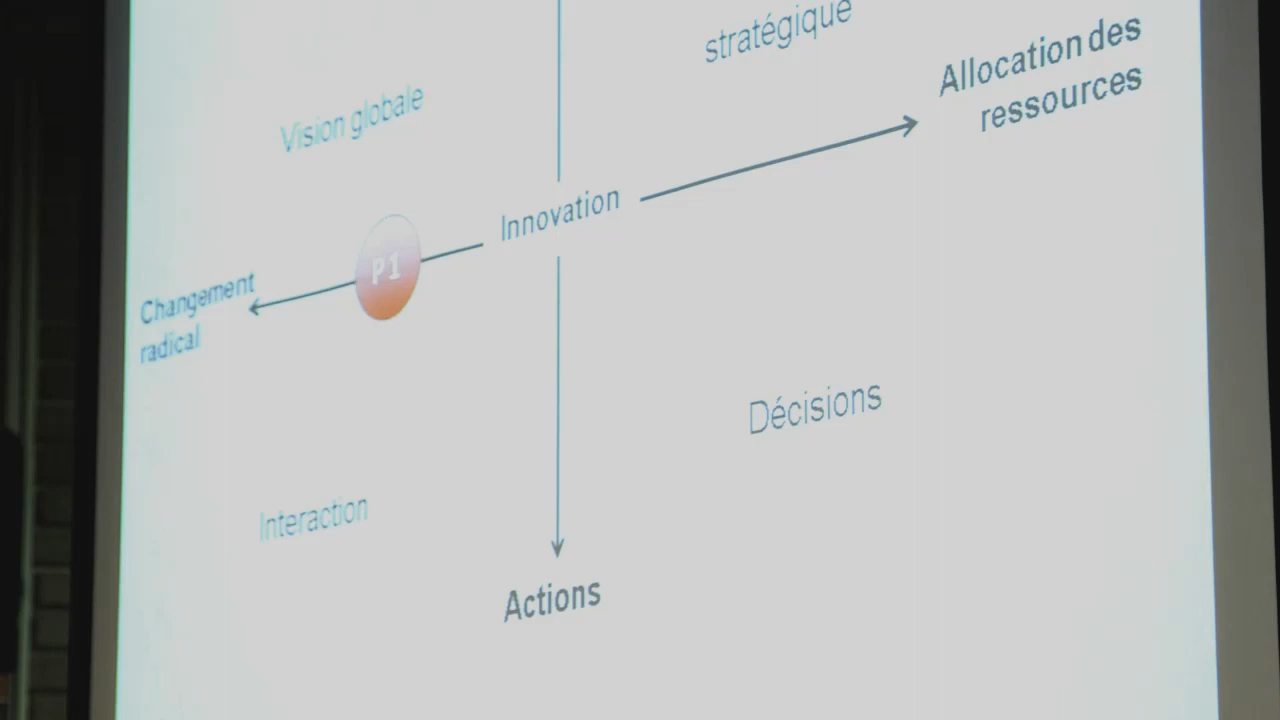 stratégique
Allocation des
ressources
Vision globale
Innovation
P1
Changement
radical
Décisions
Interaction
Actions